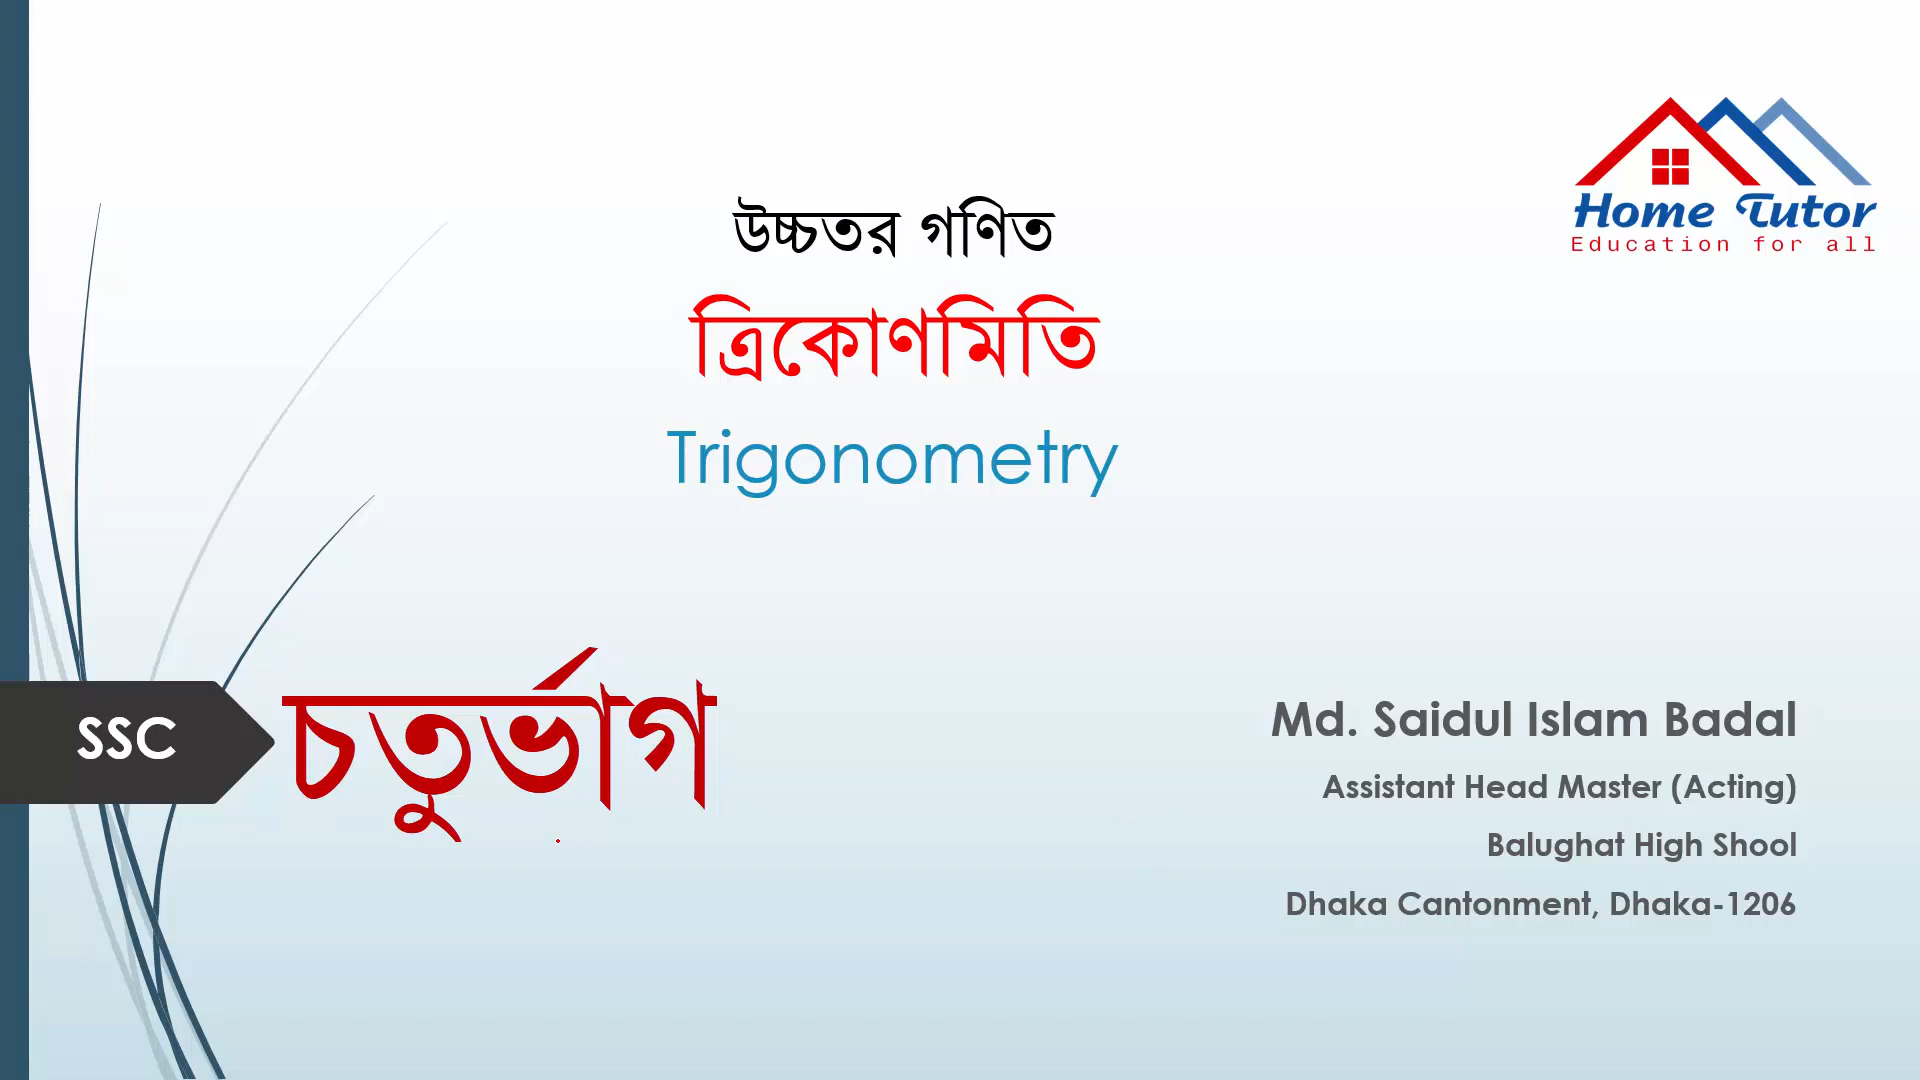 Home Tutor
Education for all
উচ্চতর গণিত
ত্রিকোণমিতি
Trigonometry
SSC
চতুর্ভাগ
Md. Saidul Islam Badal
Assistant Head Master (Acting)
Balughat High Shool
Dhaka Cantonment, Dhaka-1206